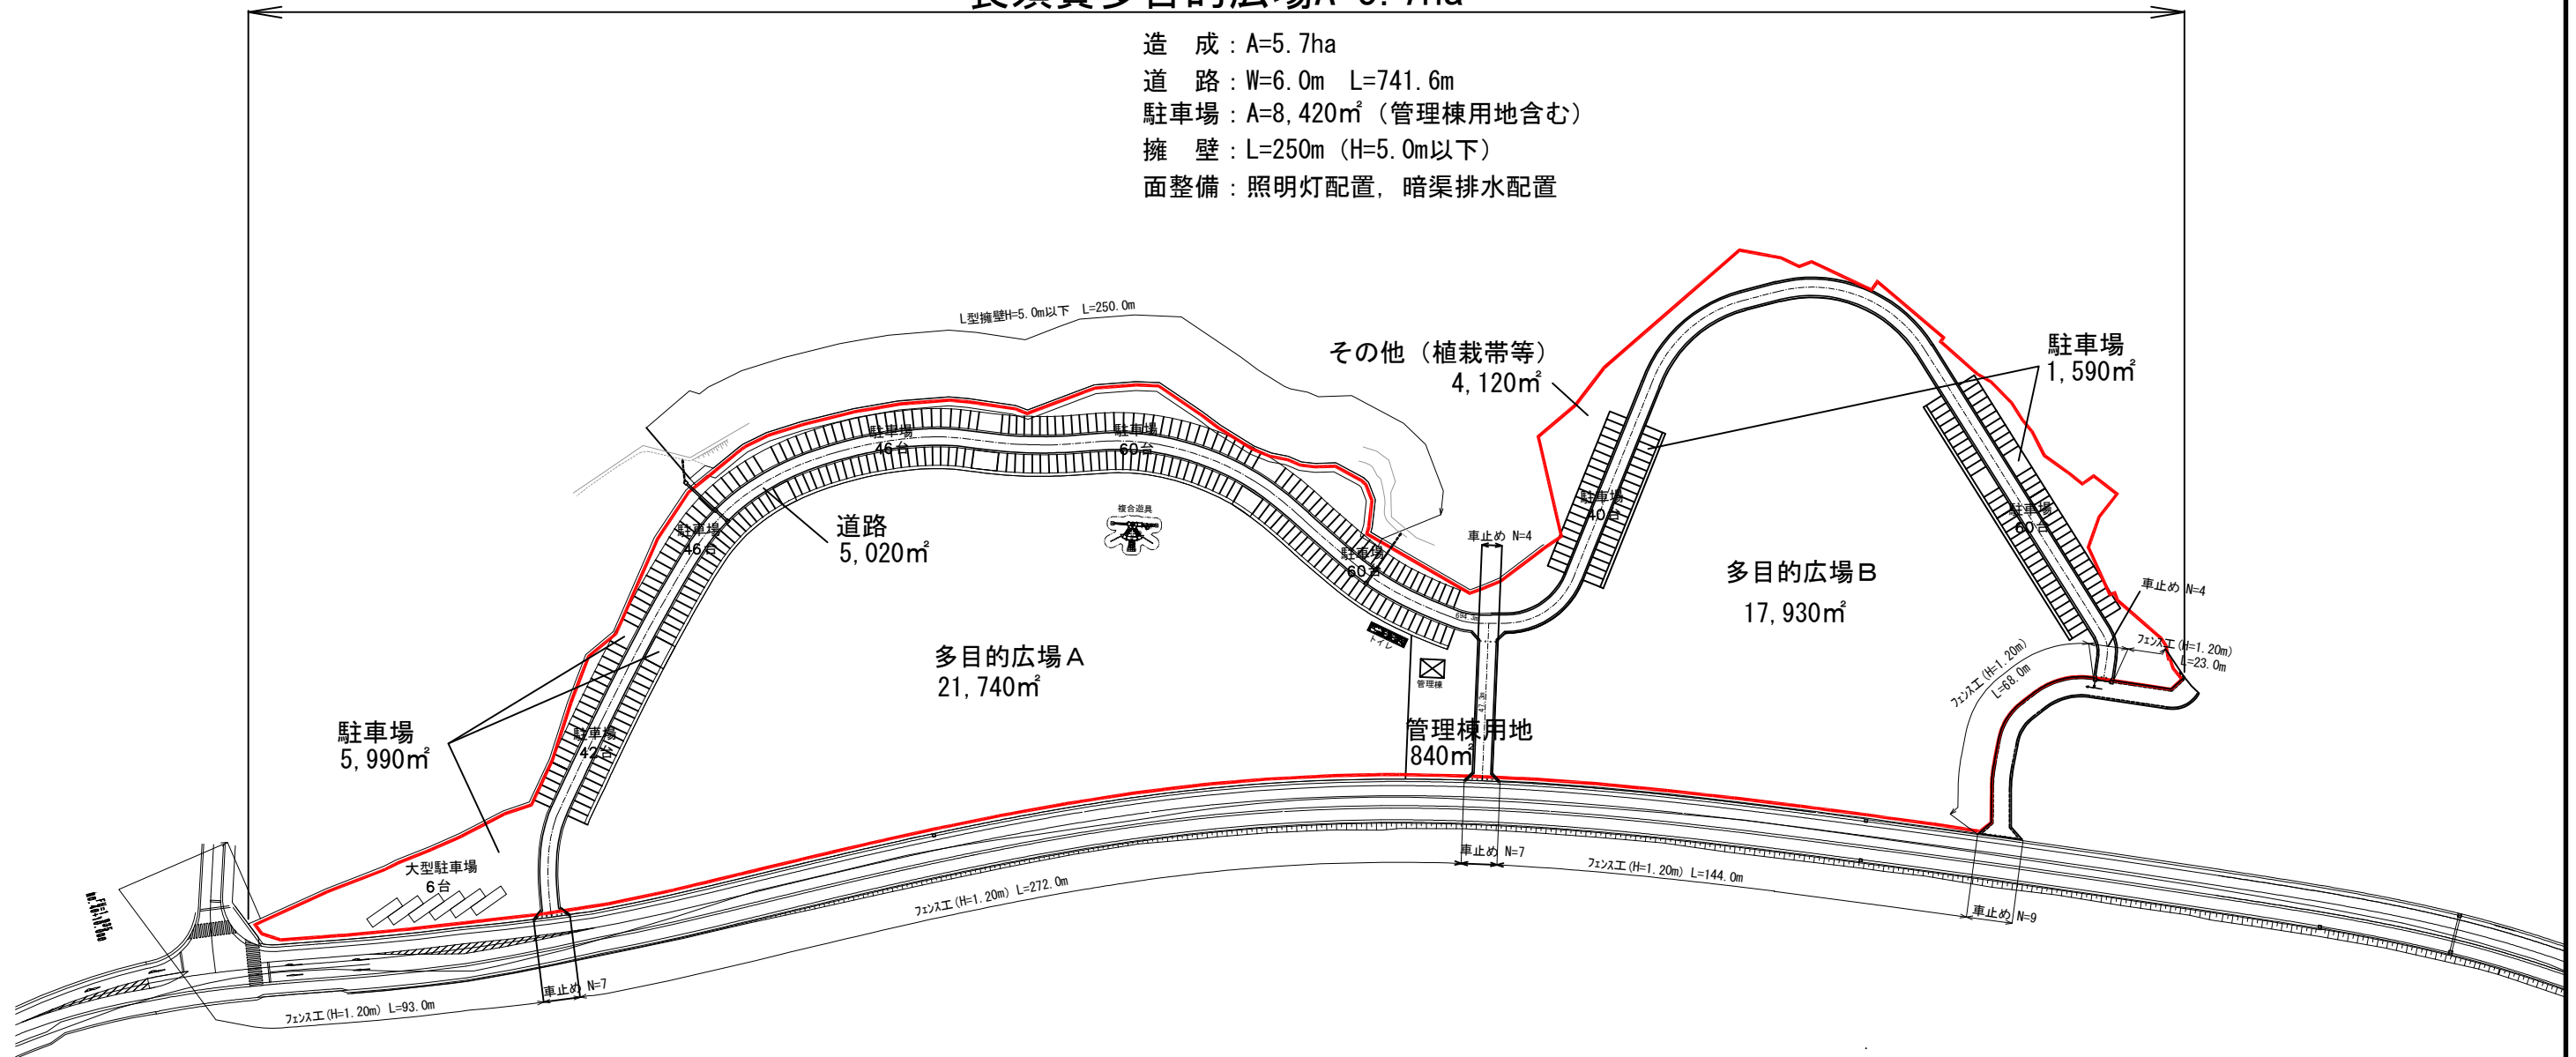 造　成：A=5.7ha
道　路：W=6.0m　L=741.6m
駐車場：A=8,420㎡（管理棟用地含む）
擁　壁：L=250m（H=5.0m以下）
面整備：照明灯配置，暗渠排水配置
L型擁壁H=5.0m以下　L=250.0m
その他（植栽帯等）
4,120㎡
駐車場
1,590㎡
駐車場
46台
駐車場
60台
複合遊具
道路
5,020㎡
駐車場
46台
駐車場
60台
車止め N=4
駐車場
40台
駐車場
60台
多目的広場Ｂ
17,930㎡
車止め N=4
ﾌｪﾝｽ工(H=1.20m)
L=23.0m
ﾌｪﾝｽ工(H=1.20m)
L=68.0m
トイレ
管理棟
多目的広場Ａ
21,740㎡
管理棟用地
840㎡
駐車場
5,990㎡
駐車場
42台
大型駐車場
6台
車止め N=7
ﾌｪﾝｽ工(H=1.20m) L=144.0m
ﾌｪﾝｽ工(H=1.20m) L=272.0m
車止め N=9
車止め N=7
ﾌｪﾝｽ工(H=1.20m) L=93.0m